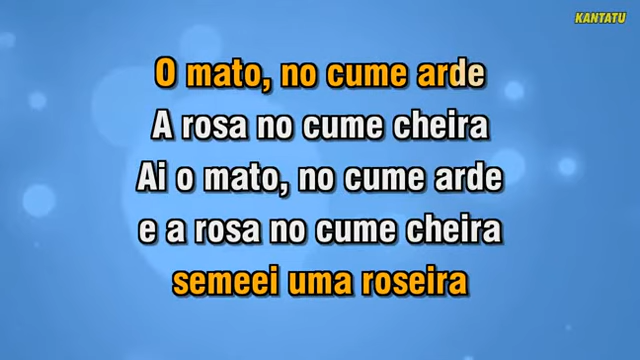 KANTATU
O mato, no cume arde
A rosa no cume cheira
Ai o mato, no cume arde
e a rosa no cume cheira
semeei uma roseira